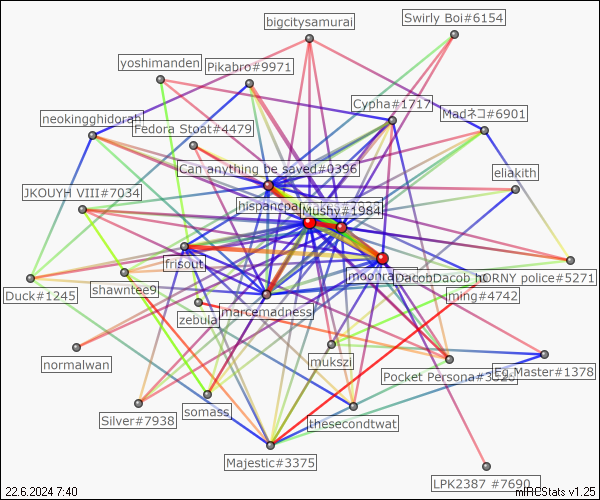 bigcitysamurai
Swirly Boi#6154
yoshimanden
Pikabro#9971
Cypha#1717
Madネコ#6901
neokingghidorah
Fedora Stoat#4479
Can anything be saved#0396
eliakith
JKOUYH VIII#7034
hispancpa
Mushy#1984
frisout
moonra
DacobDacob
hORNY police#5271
Duck#1245
shawntee9
marcemadness
ming#4742
zebula
normalwan
mukszi
Pocket Persona#3
Eg.Master#1378
Silver#7938
somass
thesecondtwat
Majestic#3375
LPK2387 #7690
22.6.2024 7:40
mIRCStats v1.25